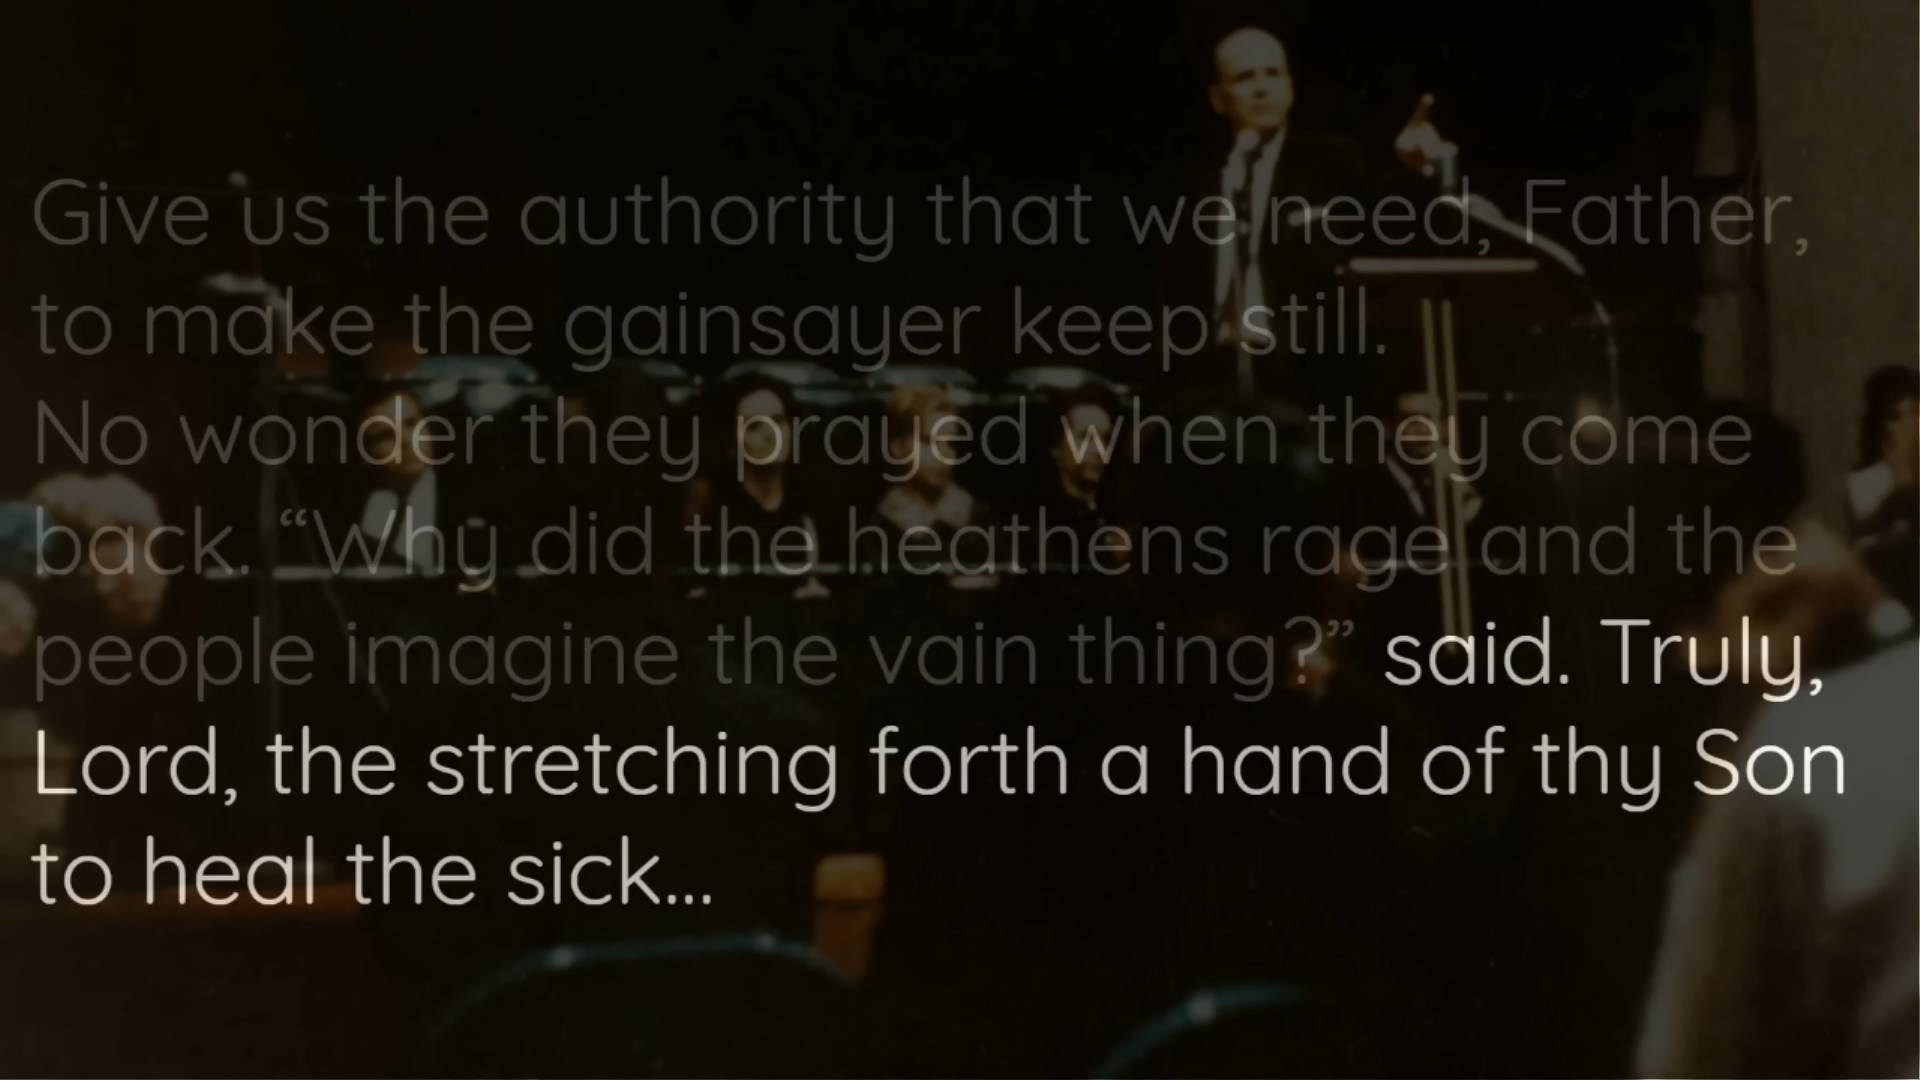 Give us the authority that we need, Father,
to make the gainsayer keep still.
No wonder they prayed when they come
back. “Why did the heathens rage and the
people imagine the vain thing?” said. Truly,
Lord, the stretching forth a hand of thy Son
to heal the sick...